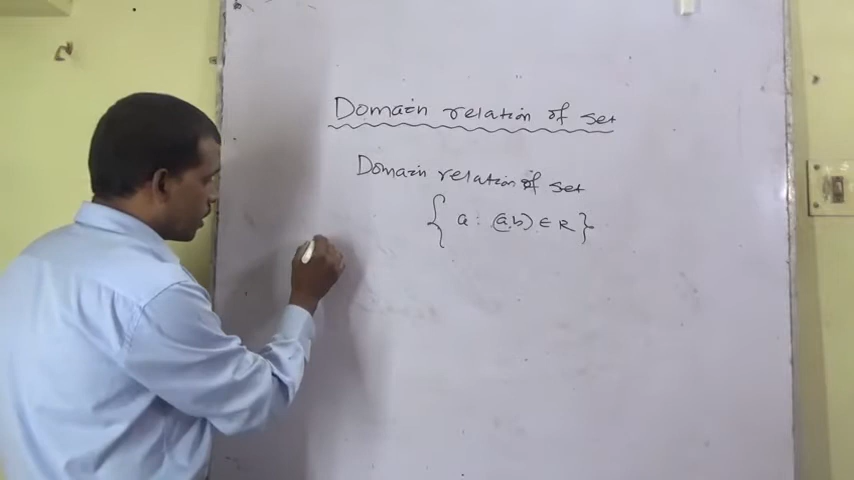 Domain relation of set
Domain relation of set
{ a : (a,b) ∈ R }